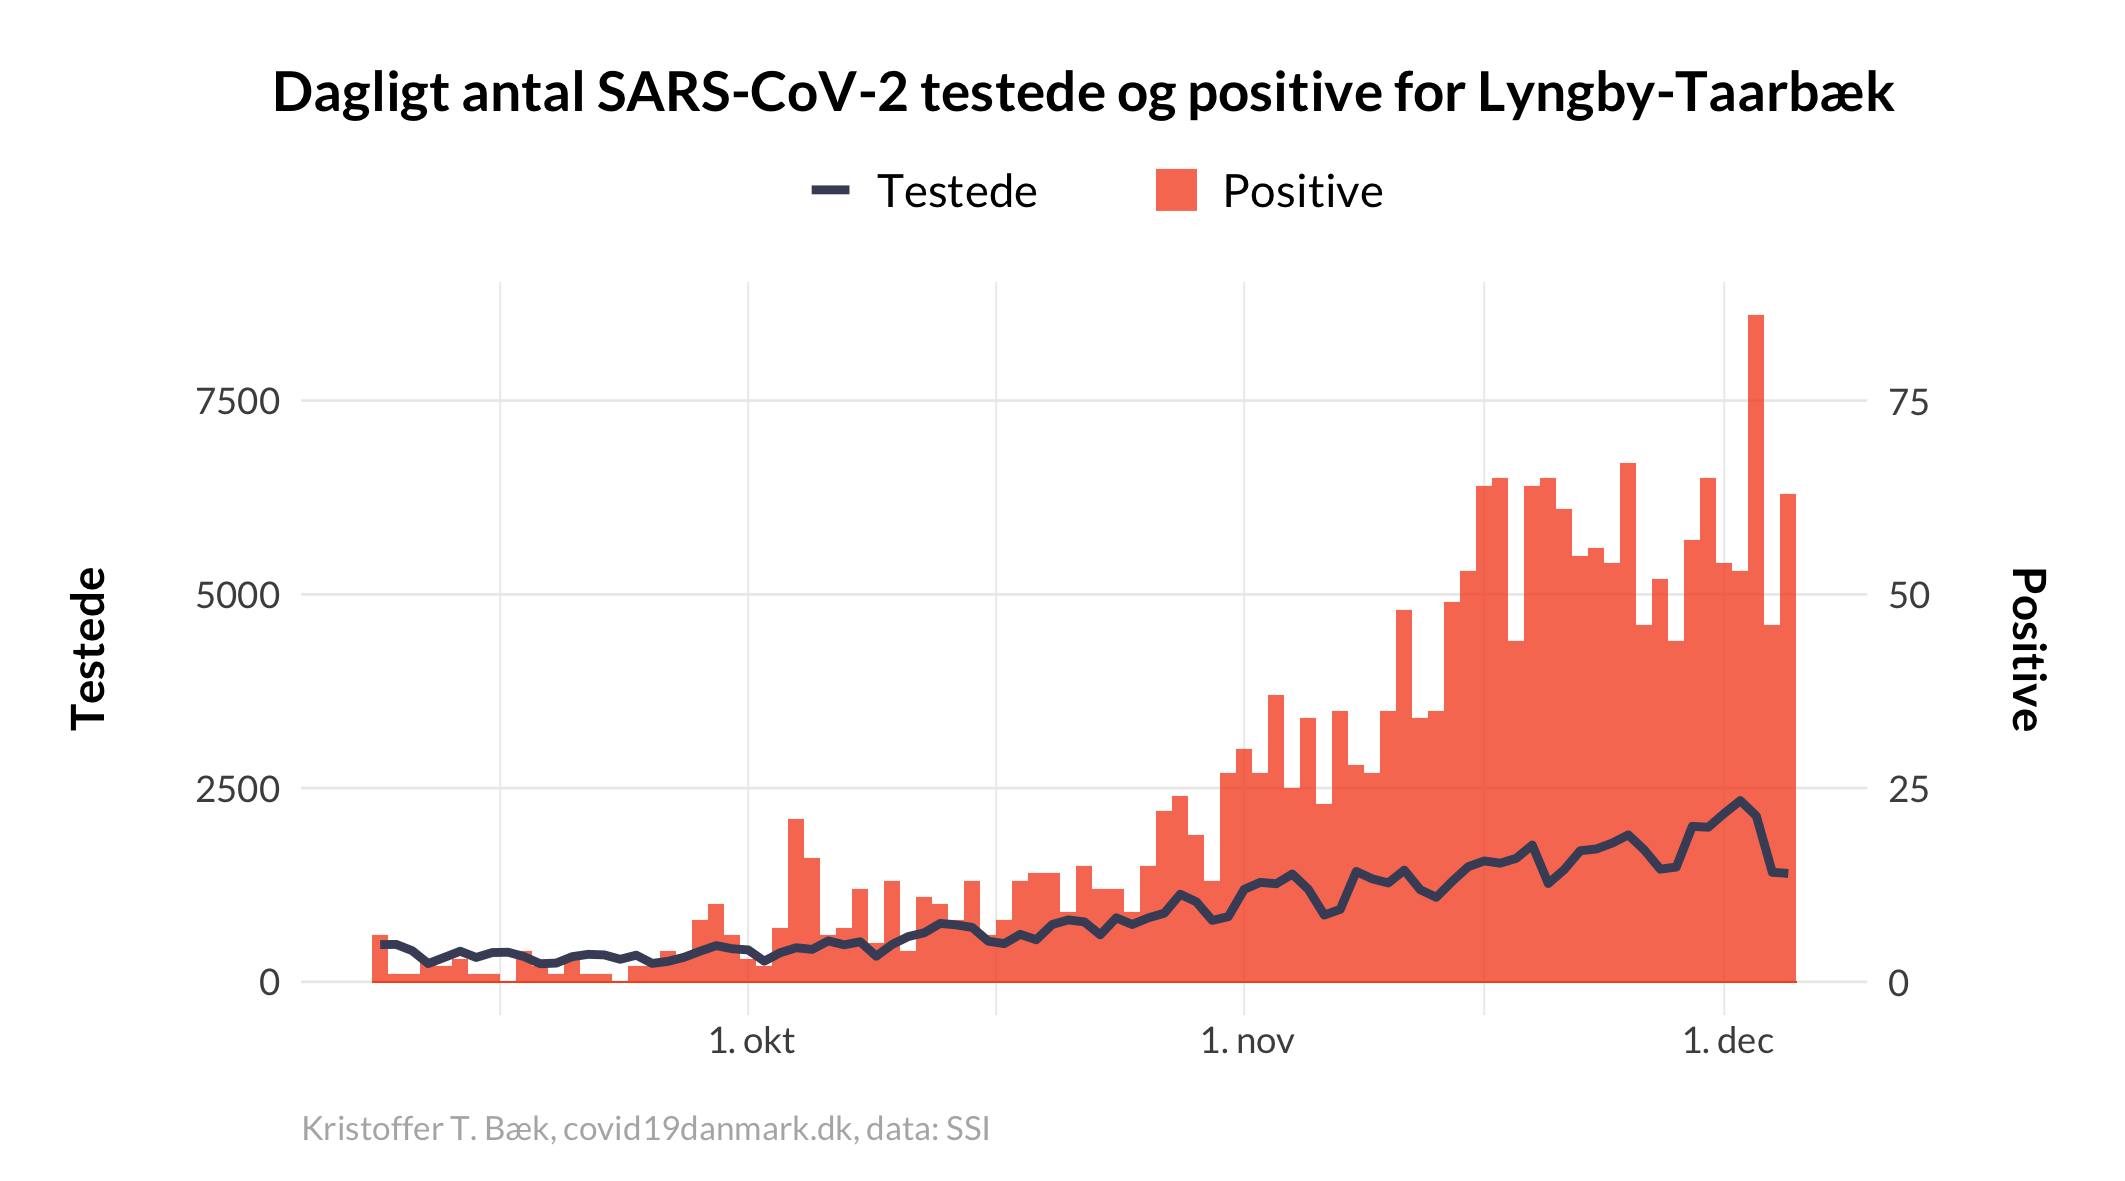 Dagligt antal SARS-CoV-2 testede og positive for Lyngby-Taarbæk
Testede
Positive
7500
5000
2500
0
Testede
75
50
25
0
Positive
1. okt
1. nov
1. dec
Kristoffer T. Bæk, covid19danmark.dk, data: SSI